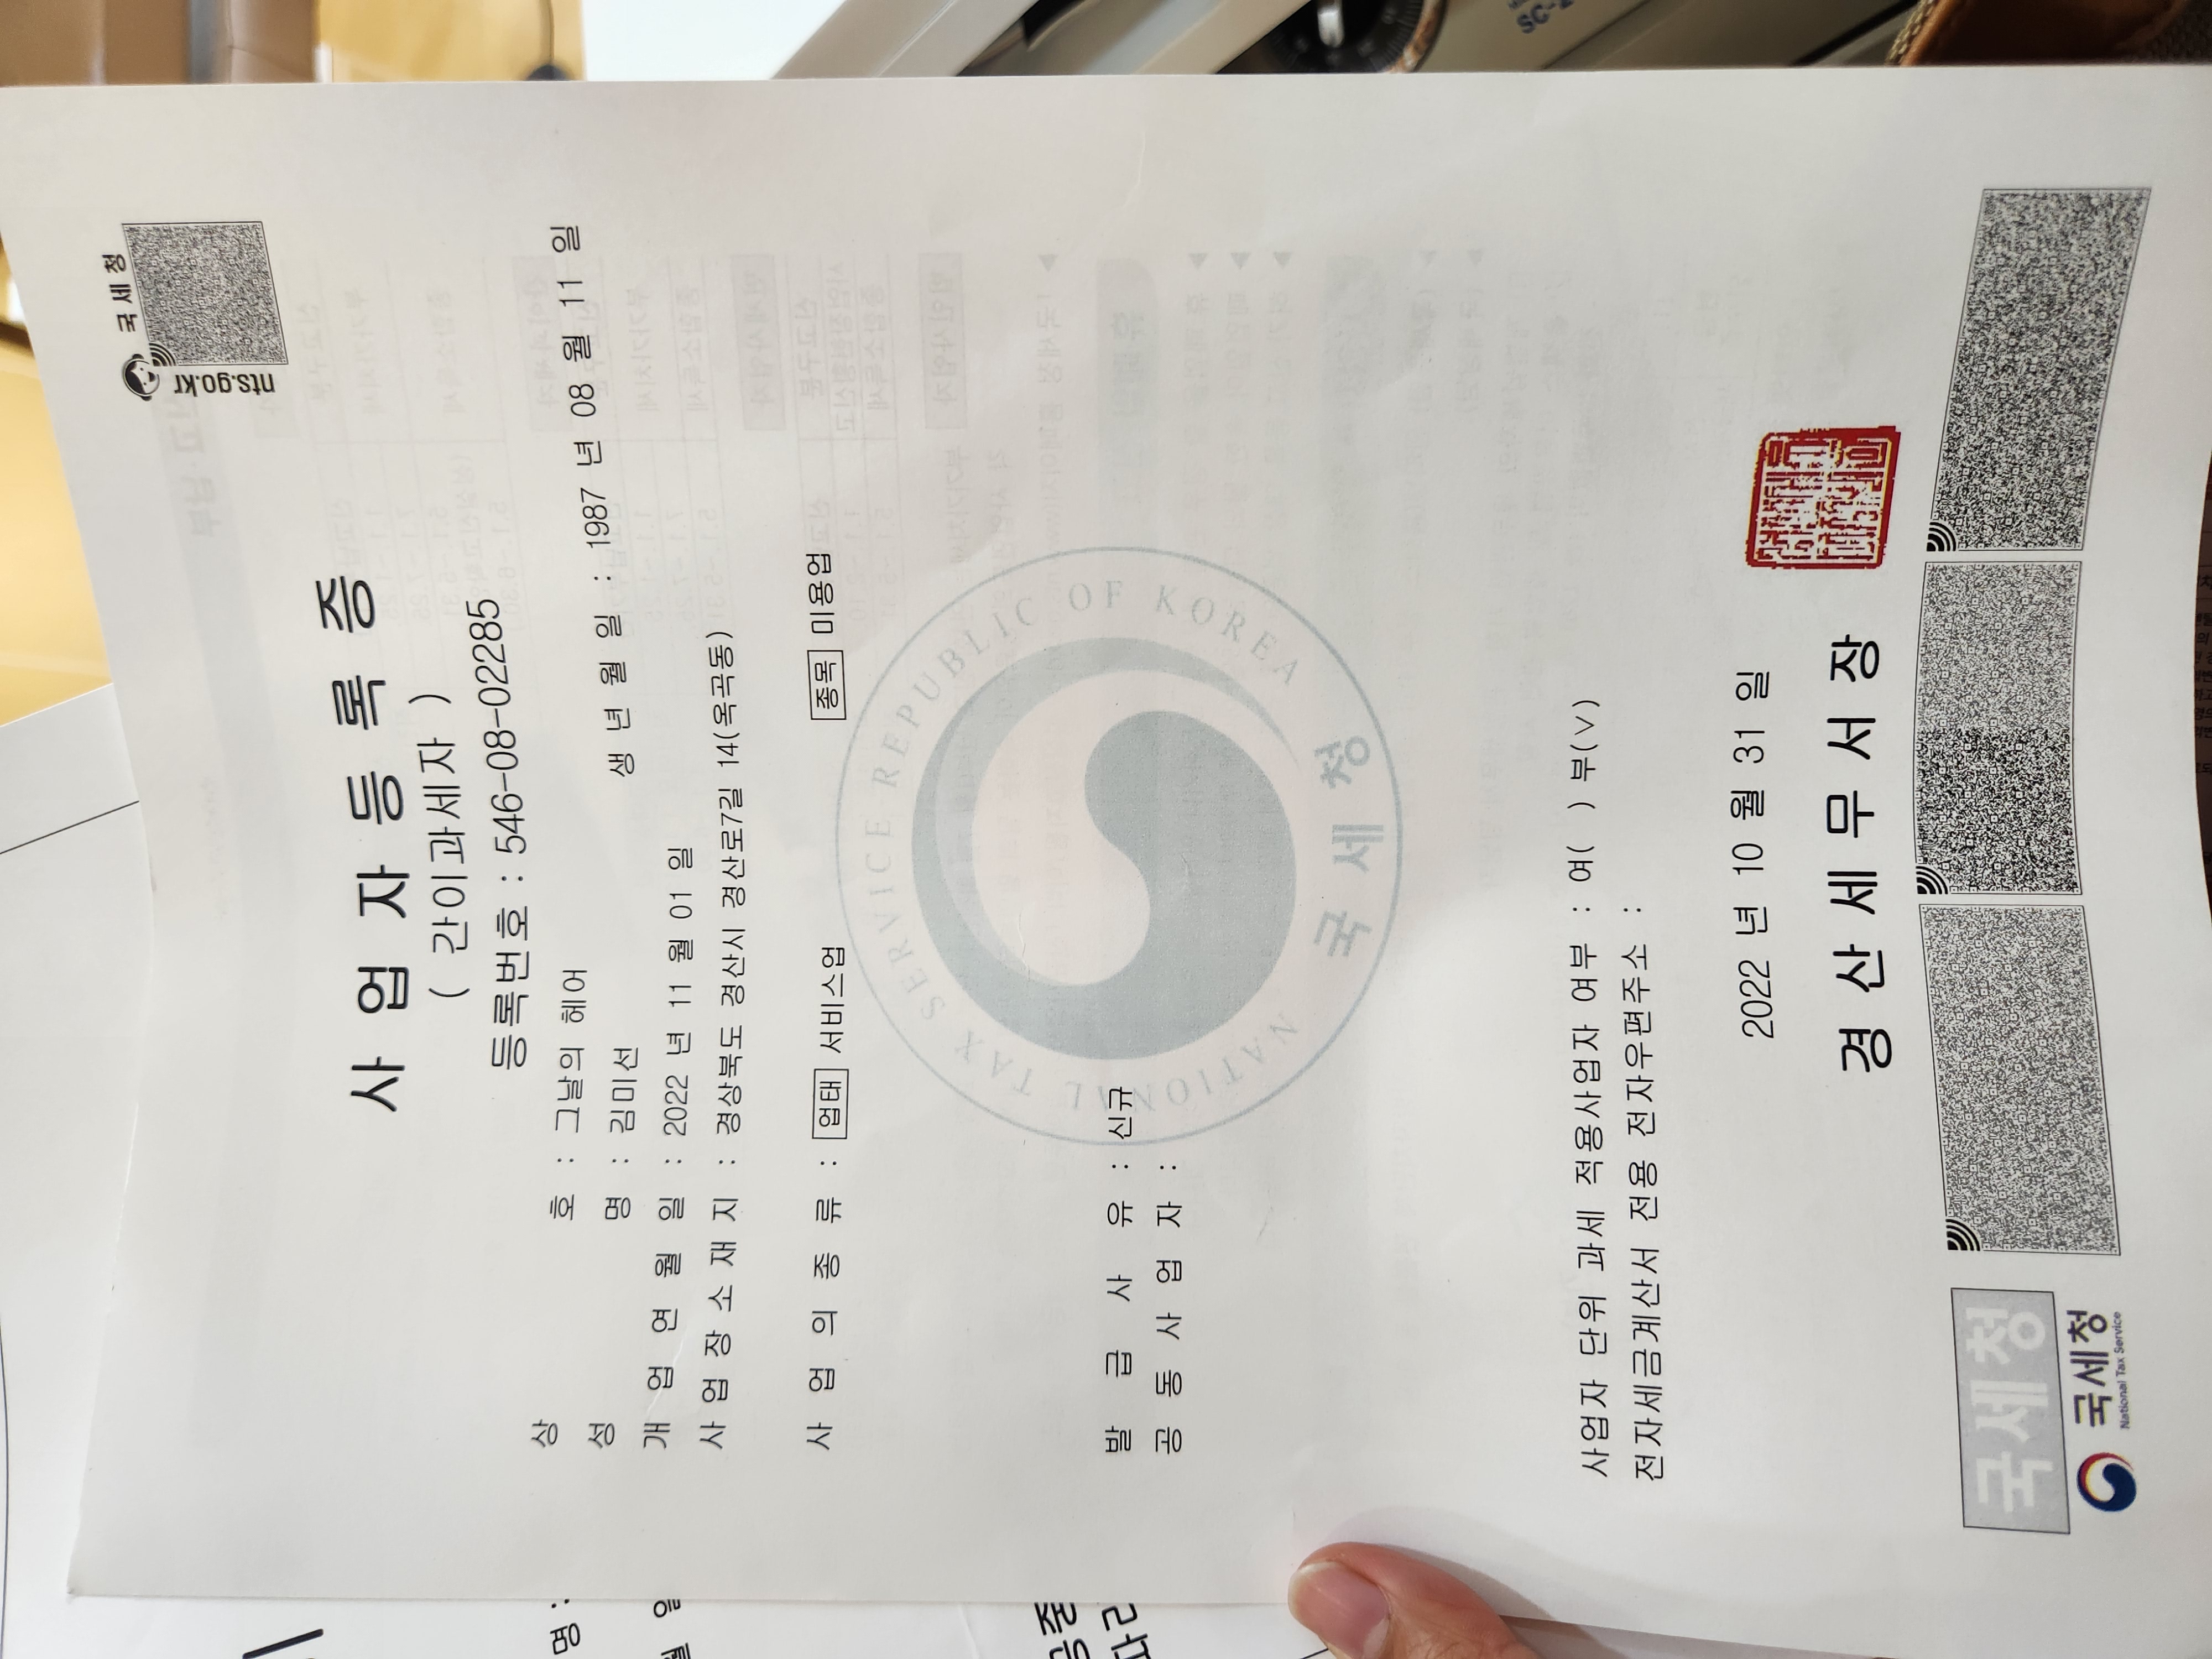 국세청
nts.go.kr
사업자등록증
( 간이과세자 )
등록번호 : 546-08-02285
상 호 : 그날의 헤어
성 명 : 김미선 생 년 월 일 : 1987 년 08 월 11 일
개 업 연 월 일 : 2022 년 11 월 01 일
사 업 장 소 재 지 : 경상북도 경산시 경산로7길 14(옥곡동)
사 업 의 종 류 : 업태 서비스업 종목 미용업
NATIONAL TAX SERVICE REPUBLIC OF KOREA
국세청
발 급 사 유 : 신규
공 동 사 업 자 :
사업자 단위 과세 적용사업자 여부 : 여( ) 부(∨)
전자세금계산서 전용 전자우편주소 :
2022 년 10 월 31 일
경 산 세 무 서 장
국세청
국세청
National Tax Service
명 :